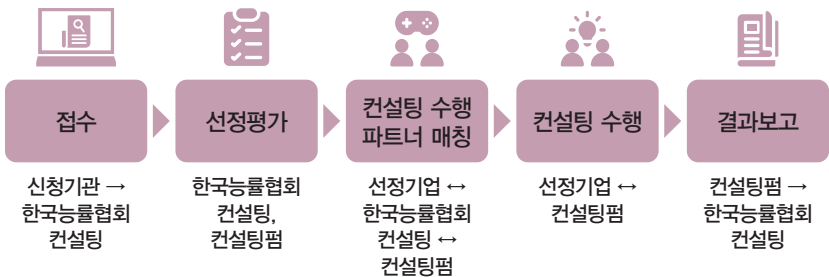 접수
선정평가
컨설팅 수행
파트너 매칭
컨설팅 수행
결과보고
신청기관 →
한국능률협회
컨설팅
한국능률협회
컨설팅,
컨설팅펌
선정기업 ↔
한국능률협회
컨설팅 ↔
컨설팅펌
선정기업 ↔
컨설팅펌
컨설팅펌 →
한국능률협회
컨설팅